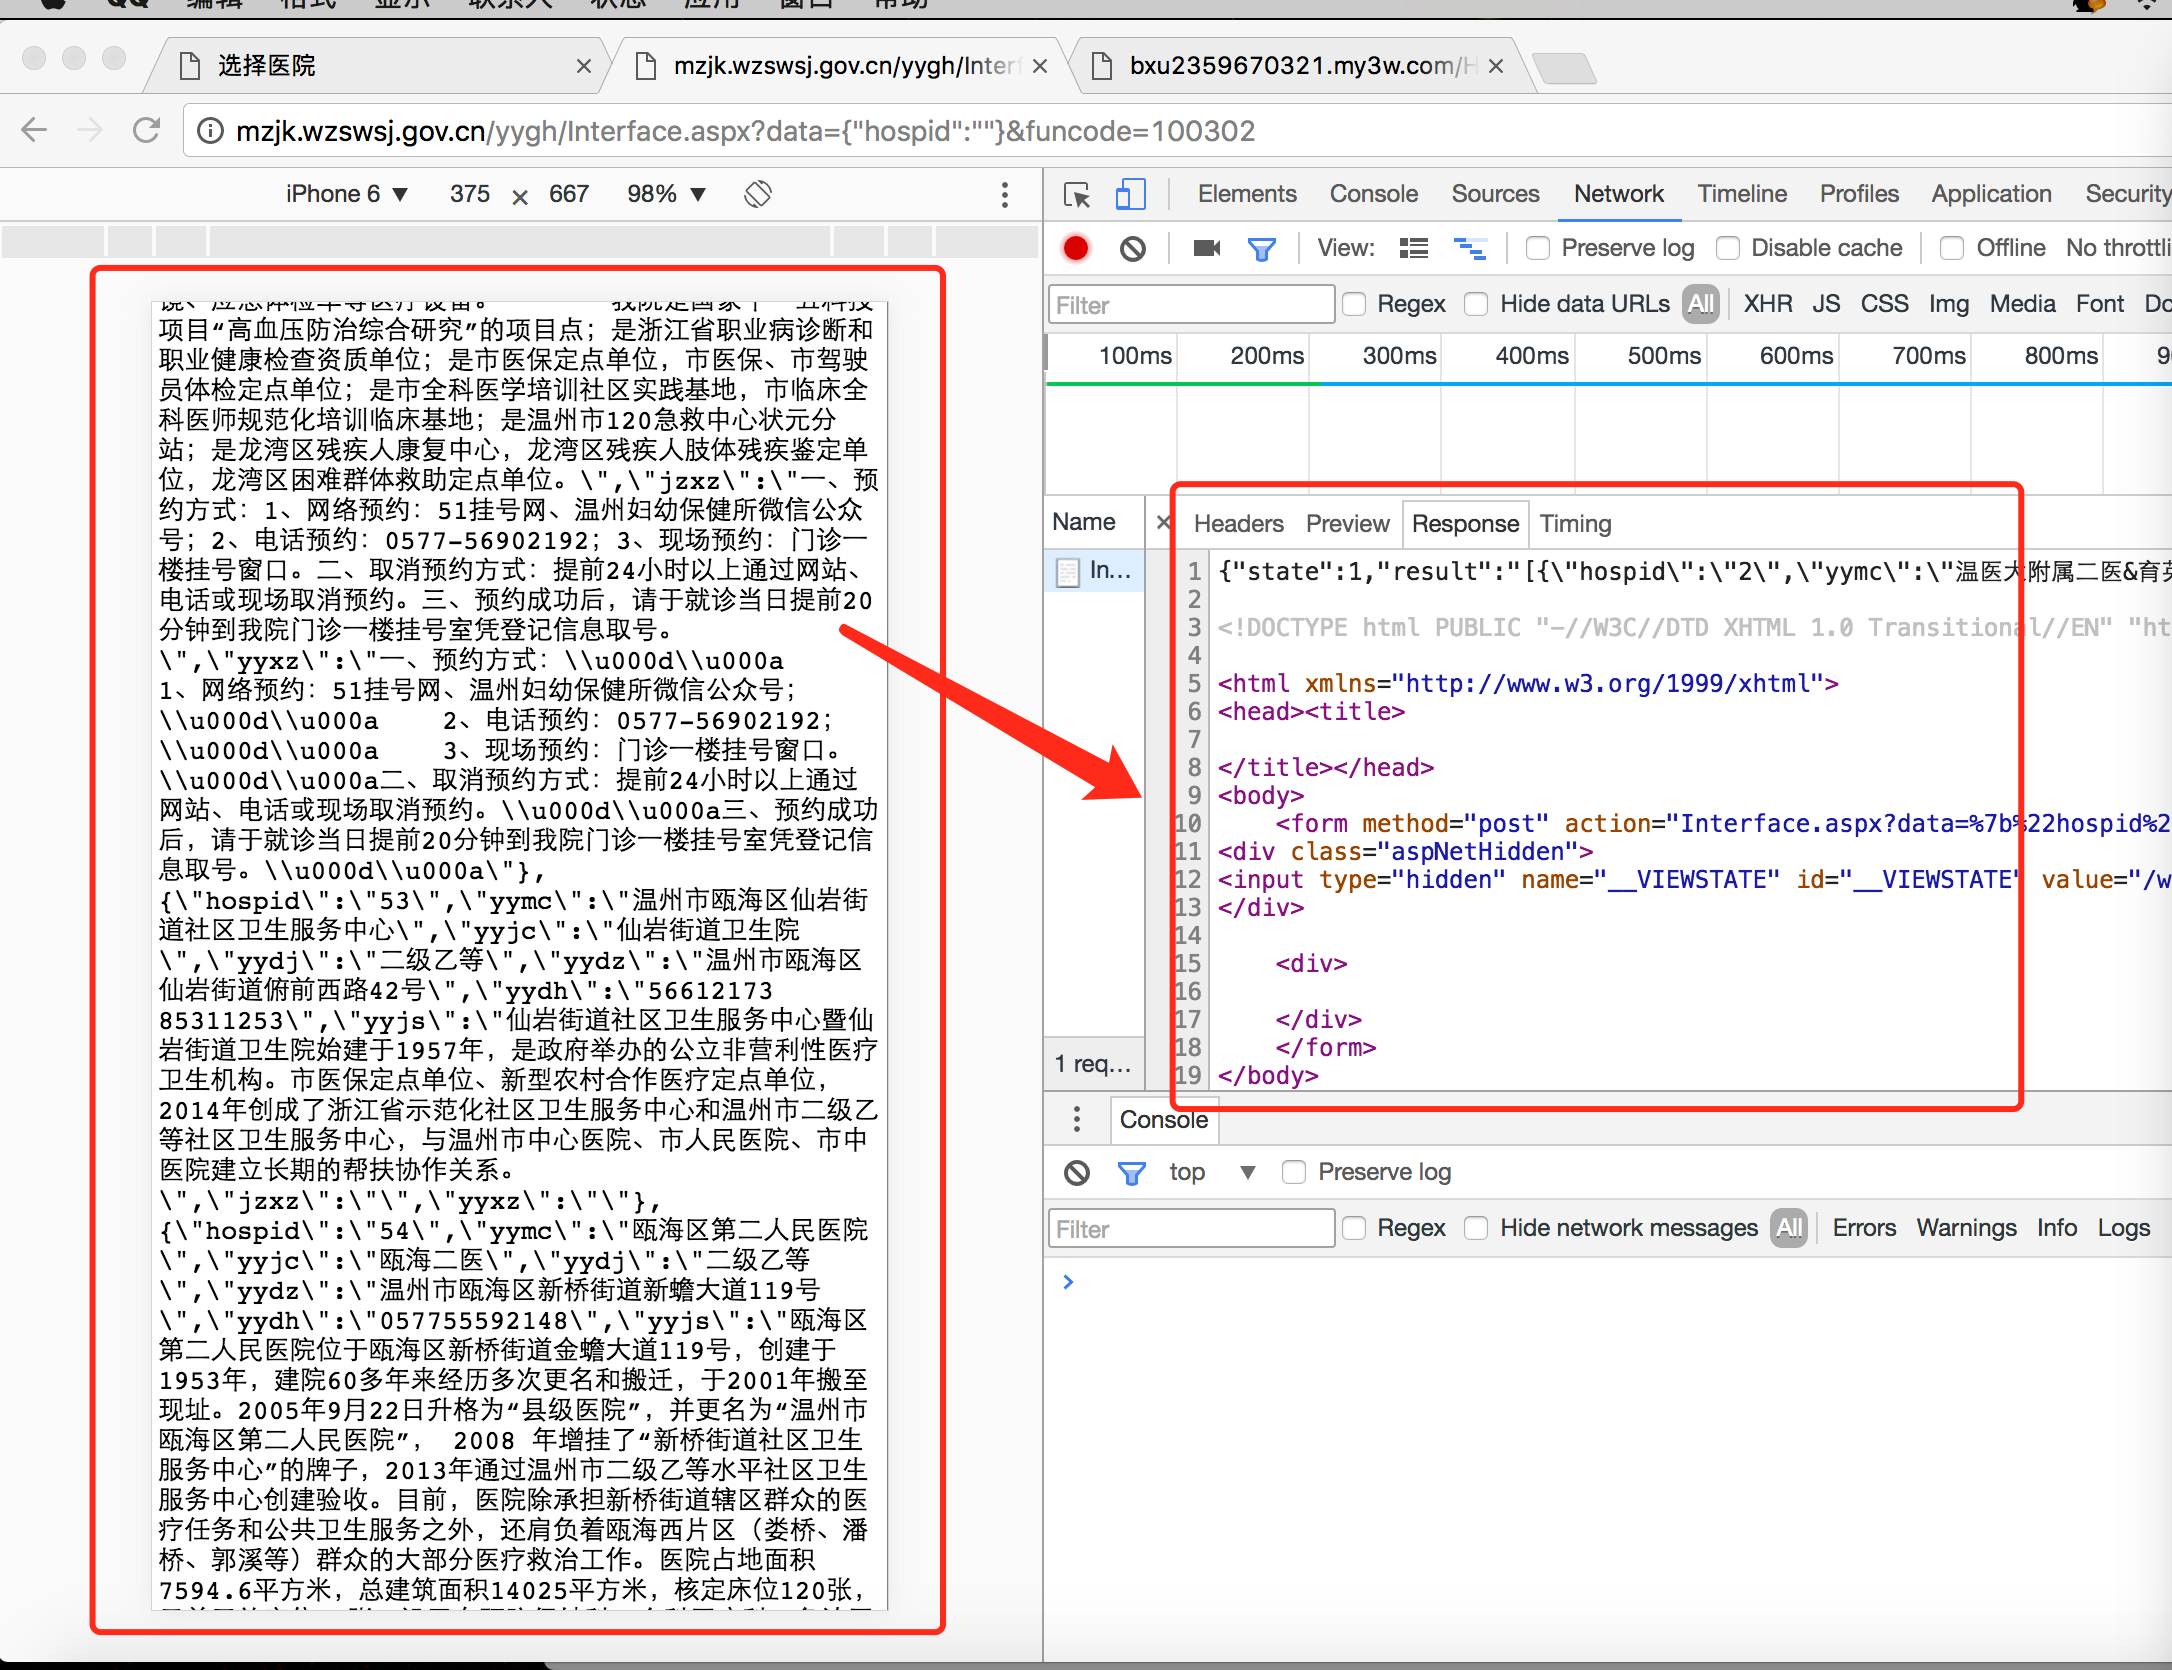 QQ 编辑 格式 显示 联系人 状态 应用 窗口 帮助
选择医院
mzjk.wzswsj.gov.cn/yygh/Interf
bxu2359670321.my3w.com/H
mzjk.wzswsj.gov.cn/yygh/Interface.aspx?data={"hospid":""}&funcode=100302
iPhone 6 ▼ 375 × 667 98% ▼
Elements Console Sources Network Timeline Profiles Application Security
View: Preserve log Disable cache Offline No throttli
Filter Regex Hide data URLs All XHR JS CSS Img Media Font Do
100ms 200ms 300ms 400ms 500ms 600ms 700ms 800ms 9
镜、应急体检车等医疗设备。 我院是国家十一五科技
项目“高血压防治综合研究”的项目点；是浙江省职业病诊断和
职业健康检查资质单位；是市医保定点单位，市医保、市驾驶
员体检定点单位；是市全科医学培训社区实践基地，市临床全
科医师规范化培训临床基地；是温州市120急救中心状元分
站；是龙湾区残疾人康复中心，龙湾区残疾人肢体残疾鉴定单
位，龙湾区困难群体救助定点单位。\",\"jzxz\":\"一、预
约方式：1、网络预约：51挂号网、温州妇幼保健所微信公众
号；2、电话预约：0577-56902192；3、现场预约：门诊一
楼挂号窗口。二、取消预约方式：提前24小时以上通过网站、
电话或现场取消预约。三、预约成功后，请于就诊当日提前20
分钟到我院门诊一楼挂号室凭登记信息取号。
\",\"yyxz\":\"一、预约方式：\\u000d\\u000a
1、网络预约：51挂号网、温州妇幼保健所微信公众号；
\\u000d\\u000a 2、电话预约：0577-56902192；
\\u000d\\u000a 3、现场预约：门诊一楼挂号窗口。
\\u000d\\u000a二、取消预约方式：提前24小时以上通过
网站、电话或现场取消预约。\\u000d\\u000a三、预约成功
后，请于就诊当日提前20分钟到我院门诊一楼挂号室凭登记信
息取号。\\u000d\\u000a\"},
{\"hospid\":\"53\",\"yymc\":\"温州市瓯海区仙岩街
道社区卫生服务中心\",\"yyjc\":\"仙岩街道卫生院
\",\"yydj\":\"二级乙等\",\"yydz\":\"温州市瓯海区
仙岩街道俯前西路42号\",\"yydh\":\"56612173
85311253\",\"yyjs\":\"仙岩街道社区卫生服务中心暨仙
岩街道卫生院始建于1957年，是政府举办的公立非营利性医疗
卫生机构。市医保定点单位、新型农村合作医疗定点单位，
2014年创成了浙江省示范化社区卫生服务中心和温州市二级乙
等社区卫生服务中心，与温州市中心医院、市人民医院、市中
医院建立长期的帮扶协作关系。
\",\"jzxz\":\"\",\"yyxz\":\"\"},
{\"hospid\":\"54\",\"yymc\":\"瓯海区第二人民医院
\",\"yyjc\":\"瓯海二医\",\"yydj\":\"二级乙等
\",\"yydz\":\"温州市瓯海区新桥街道新蟾大道119号
\",\"yydh\":\"057755592148\",\"yyjs\":\"瓯海区
第二人民医院位于瓯海区新桥街道金蟾大道119号，创建于
1953年，建院60多年来经历多次更名和搬迁，于2001年搬至
现址。2005年9月22日升格为“县级医院”，并更名为“温州市
瓯海区第二人民医院”， 2008 年增挂了“新桥街道社区卫生
服务中心”的牌子，2013年通过温州市二级乙等水平社区卫生
服务中心创建验收。目前，医院除承担新桥街道辖区群众的医
疗任务和公共卫生服务之外，还肩负着瓯海西片区（娄桥、潘
桥、郭溪等）群众的大部分医疗救治工作。医院占地面积
7594.6平方米，总建筑面积14025平方米，核定床位120张，
Name × Headers Preview Response Timing
In...
1 req...
1 {"state":1,"result":"[{\"hospid\":\"2\",\"yymc\":\"温医大附属二医&育英
2
3 <!DOCTYPE html PUBLIC "-//W3C//DTD XHTML 1.0 Transitional//EN" "ht
4
5 <html xmlns="http://www.w3.org/1999/xhtml">
6 <head><title>
7
8 </title></head>
9 <body>
10 <form method="post" action="Interface.aspx?data=%7b%22hospid%2
11 <div class="aspNetHidden">
12 <input type="hidden" name="__VIEWSTATE" id="__VIEWSTATE" value="/w
13 </div>
14
15 <div>
16
17 </div>
18 </form>
19 </body>
Console
top ▼ Preserve log
Filter Regex Hide network messages All Errors Warnings Info Logs
>